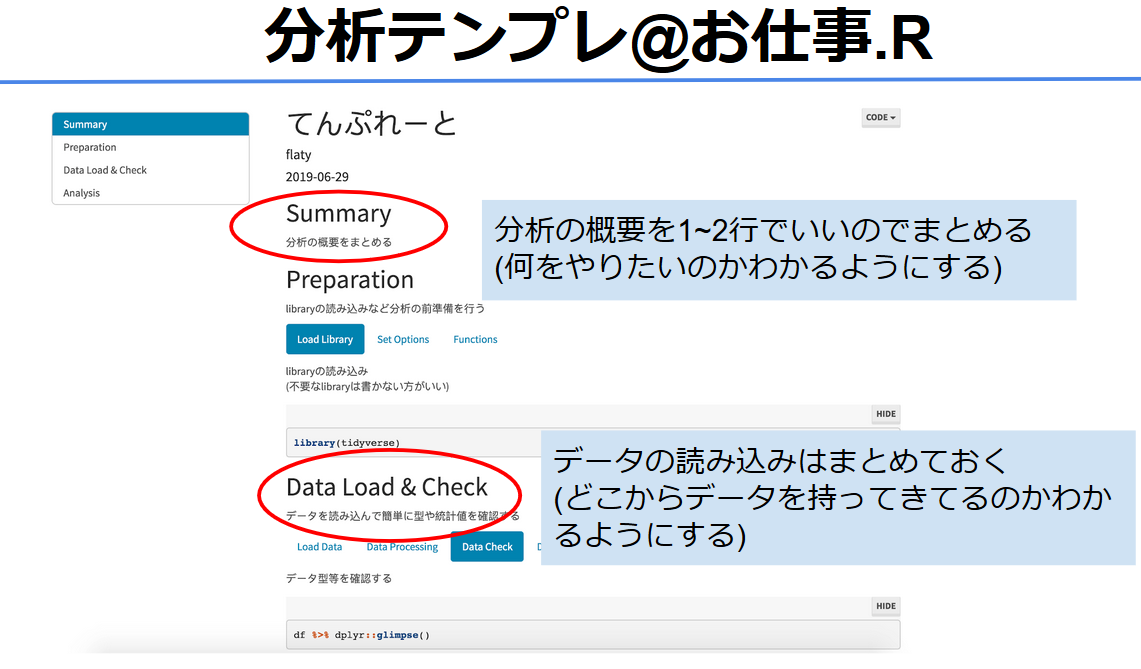 分析テンプレ@お仕事.R
Summary
Preparation
Data Load & Check
Analysis
てんぷれーと
CODE
flaty
2019-06-29
Summary
分析の概要をまとめる
分析の概要を1~2行でいいのでまとめる
(何をやりたいのかわかるようにする)
Preparation
libraryの読み込みなど分析の前準備を行う
Load Library
Set Options
Functions
libraryの読み込み
(不要なlibraryは書かない方がいい)
HIDE
library(tidyverse)
Data Load & Check
データを読み込んで簡単に型や統計値を確認する
データの読み込みはまとめておく
(どこからデータを持ってきてるのかわか
るようにする)
Load Data
Data Processing
Data Check
データ型等を確認する
HIDE
df %>% dplyr::glimpse()